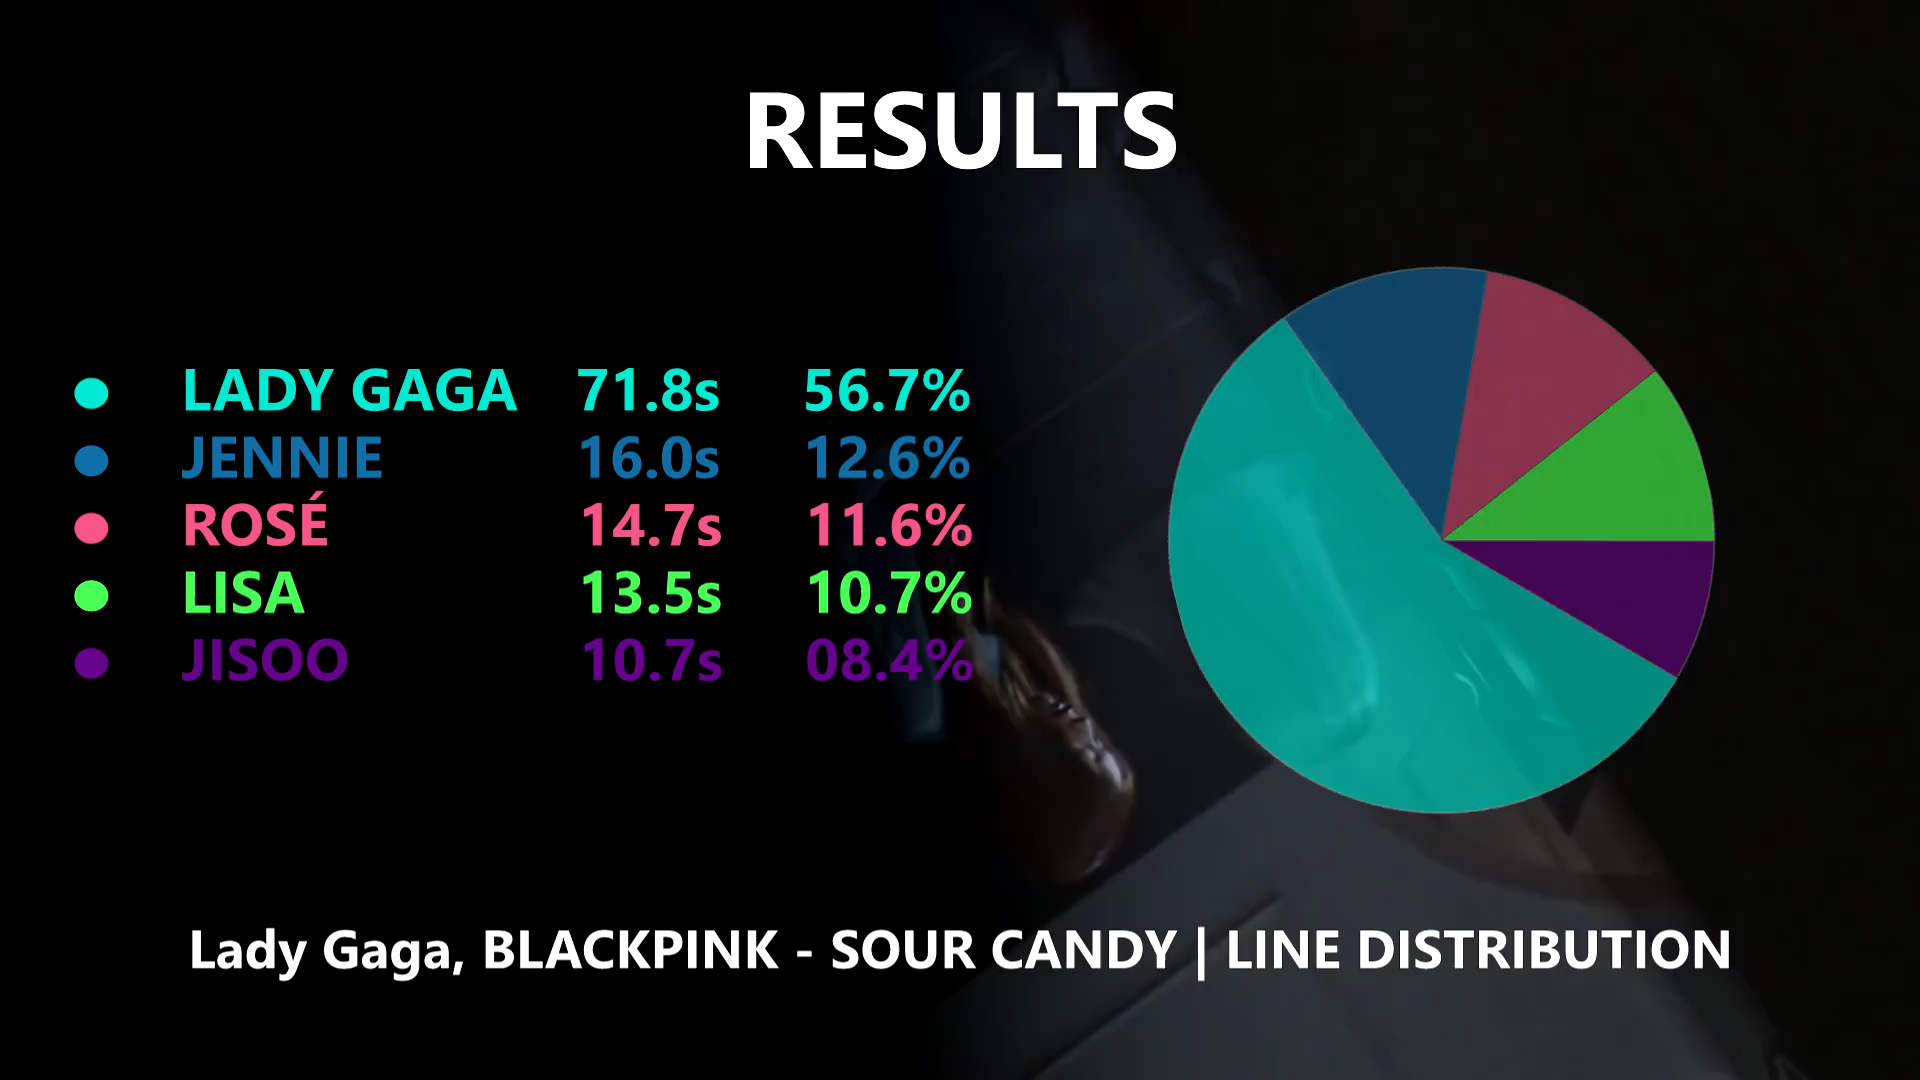 RESULTS
LADY GAGA 71.8s 56.7%
JENNIE 16.0s 12.6%
ROSÉ 14.7s 11.6%
LISA 13.5s 10.7%
JISOO 10.7s 08.4%
Lady Gaga, BLACKPINK - SOUR CANDY | LINE DISTRIBUTION